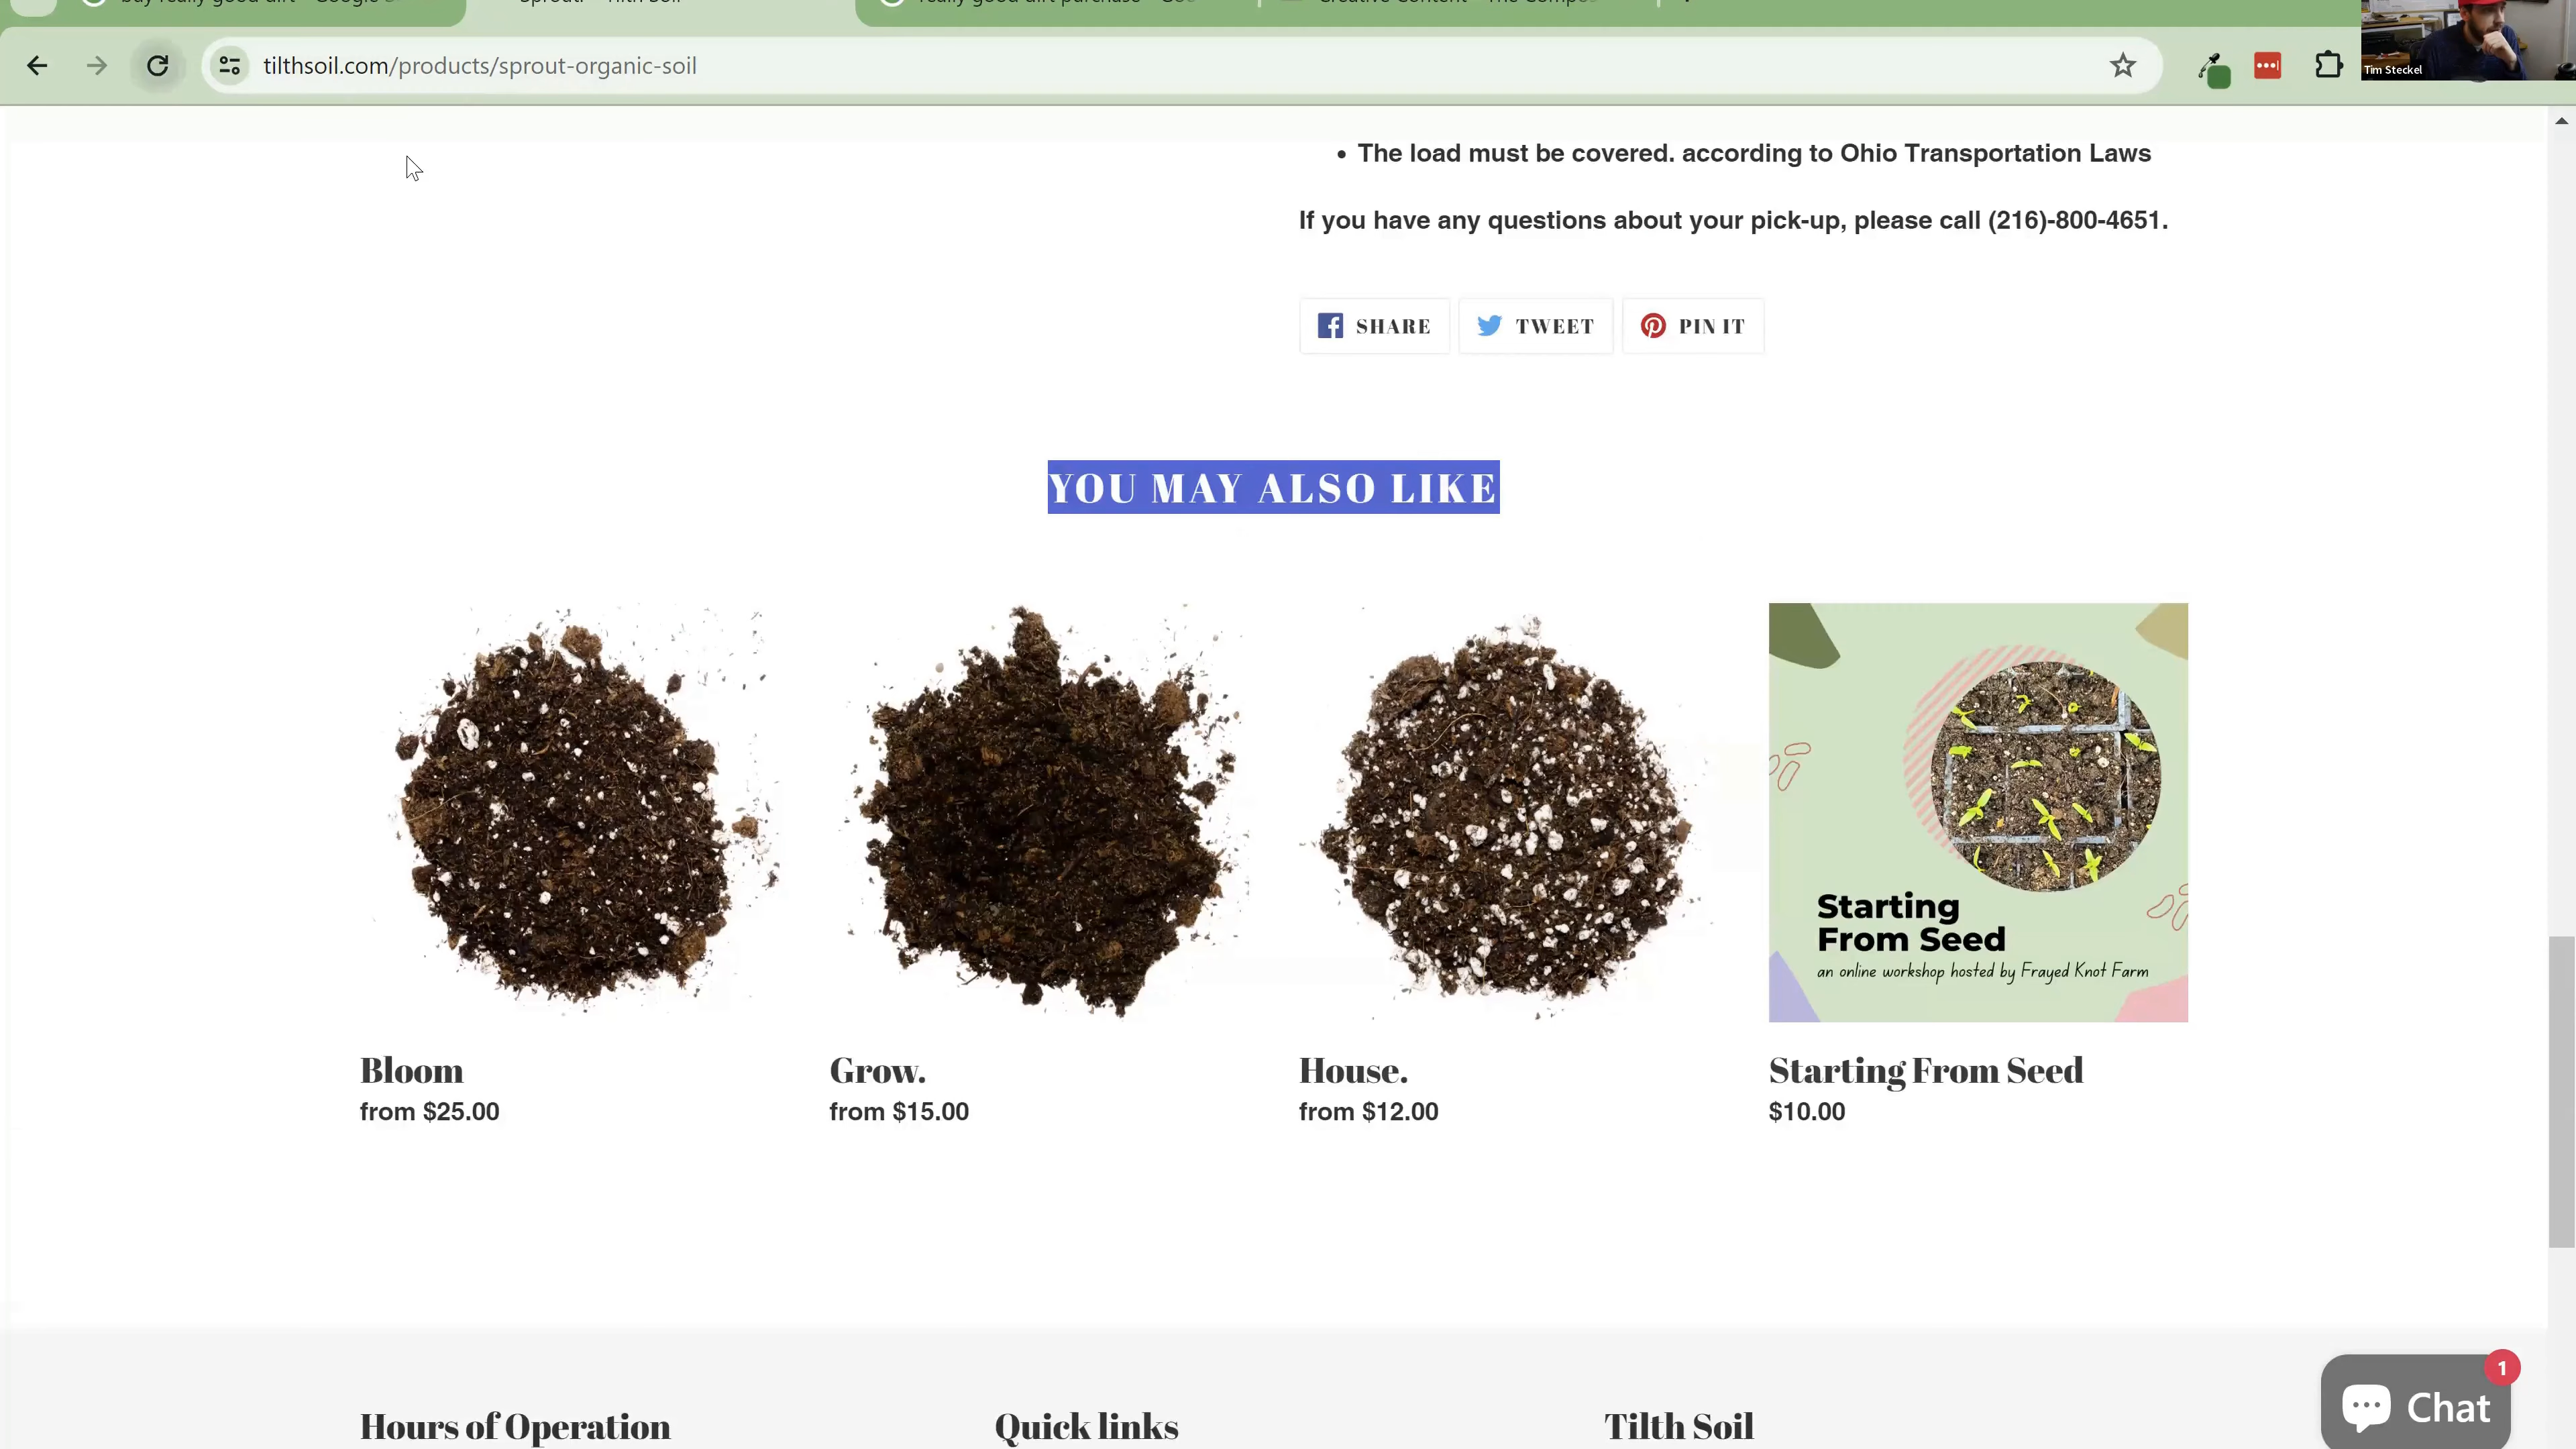 tilthsoil.com/products/sprout-organic-soil
Tim Steckel
• The load must be covered. according to Ohio Transportation Laws
If you have any questions about your pick-up, please call (216)-800-4651.
SHARE TWEET PIN IT
YOU MAY ALSO LIKE
Starting
From Seed
an online workshop hosted by Frayed Knot Farm
Bloom
from $25.00
Grow.
from $15.00
House.
from $12.00
Starting From Seed
$10.00
1
Chat
Hours of Operation
Quick links
Tilth Soil